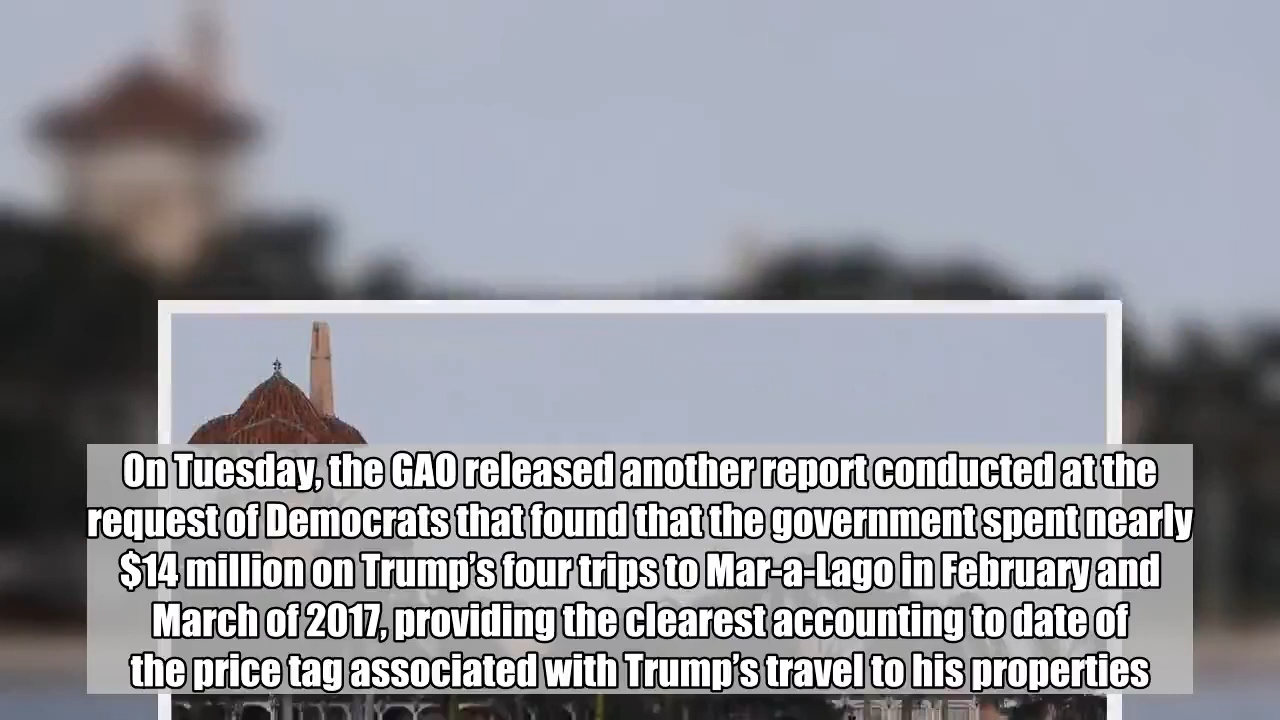 On Tuesday, the GAO released another report conducted at the
request of Democrats that found that the government spent nearly
$14 million on Trump’s four trips to Mar-a-Lago in February and
March of 2017, providing the clearest accounting to date of
the price tag associated with Trump’s travel to his properties